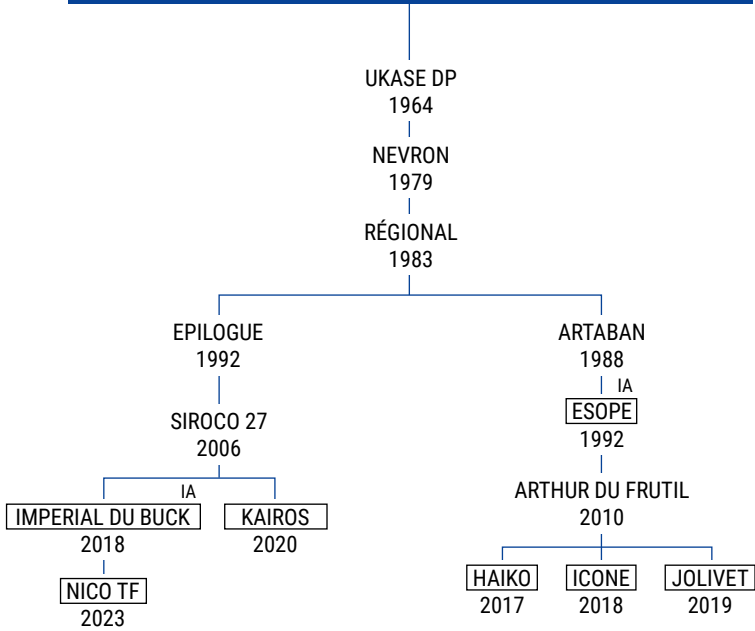 UKASE DP
1964
NEVRON
1979
RÉGIONAL
1983
EPILOGUE
1992
SIROCO 27
2006
IA
IMPERIAL DU BUCK
2018
KAIROS
2020
NICO TF
2023
ARTABAN
1988
IA
ESOPE
1992
ARTHUR DU FRUTIL
2010
HAIKO
2017
ICONE
2018
JOLIVET
2019